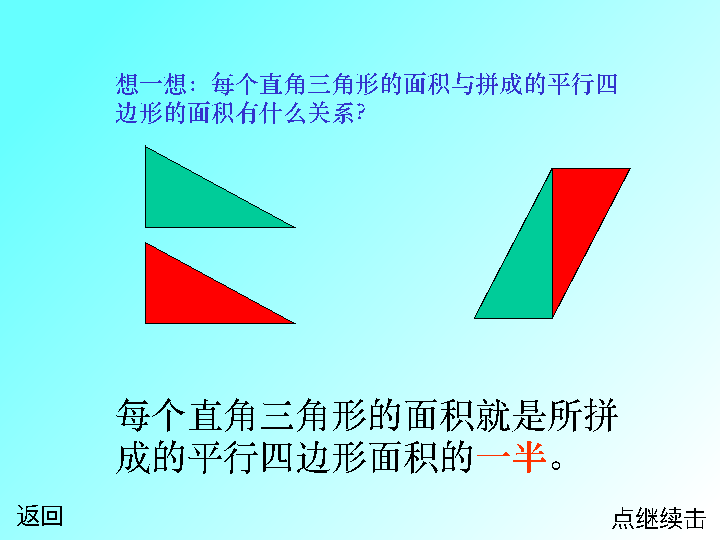 想一想：每个直角三角形的面积与拼成的平行四
边形的面积有什么关系？
每个直角三角形的面积就是所拼
成的平行四边形面积的一半。
返回
点继续击